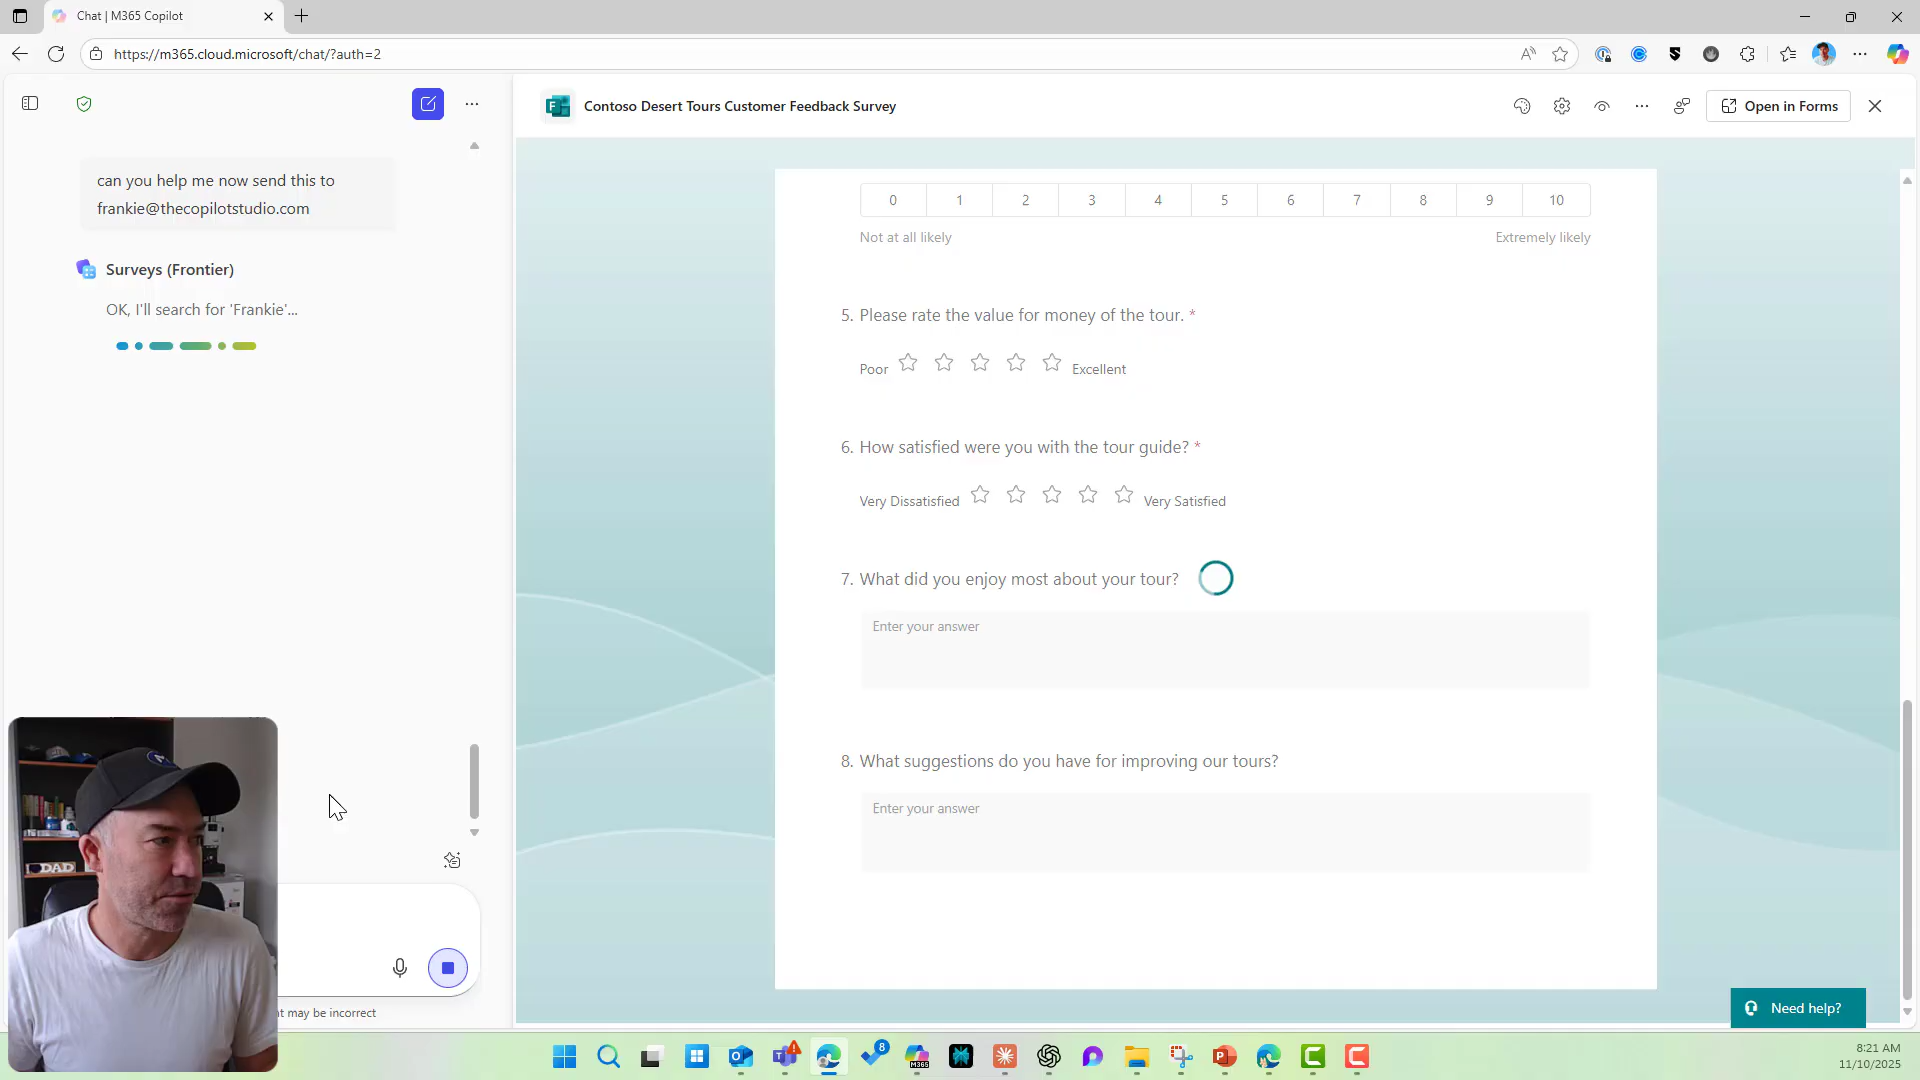 Chat | M365 Copilot
https://m365.cloud.microsoft/chat/?auth=2
can you help me now send this to
frankie@thecopilotstudio.com
Surveys (Frontier)
OK, I'll search for 'Frankie'...
t may be incorrect
Contoso Desert Tours Customer Feedback Survey
Open in Forms
0 1 2 3 4 5 6 7 8 9 10
Not at all likely Extremely likely
5. Please rate the value for money of the tour. *
Poor Excellent
6. How satisfied were you with the tour guide? *
Very Dissatisfied Very Satisfied
7. What did you enjoy most about your tour?
Enter your answer
8. What suggestions do you have for improving our tours?
Enter your answer
Need help?
DAD
8
M365
8:21 AM
11/10/2025